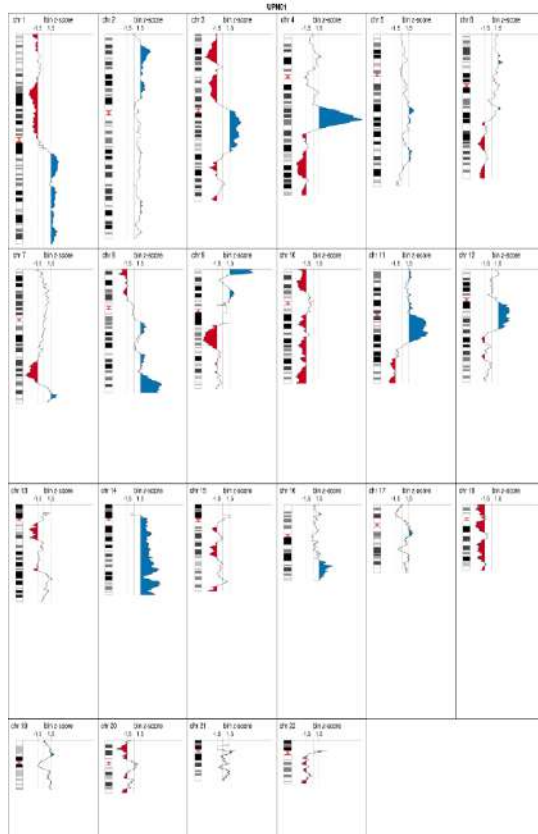 UPN01
chr 1 bin z-score
-1.5 1.5
chr 2 bin z-score
-1.5 1.5
chr 3 bin z-score
-1.5 1.5
chr 4 bin z-score
-1.5 1.5
chr 5 bin z-score
-1.5 1.5
chr 6 bin z-score
-1.5 1.5
chr 7 bin z-score
-1.5 1.5
chr 8 bin z-score
-1.5 1.5
chr 9 bin z-score
-1.5 1.5
chr 10 bin z-score
-1.5 1.5
chr 11 bin z-score
-1.5 1.5
chr 12 bin z-score
-1.5 1.5
chr 13 bin z-score
-1.5 1.5
chr 14 bin z-score
-1.5 1.5
chr 15 bin z-score
-1.5 1.5
chr 16 bin z-score
-1.5 1.5
chr 17 bin z-score
-1.5 1.5
chr 18 bin z-score
-1.5 1.5
chr 19 bin z-score
-1.5 1.5
chr 20 bin z-score
-1.5 1.5
chr 21 bin z-score
-1.5 1.5
chr 22 bin z-score
-1.5 1.5